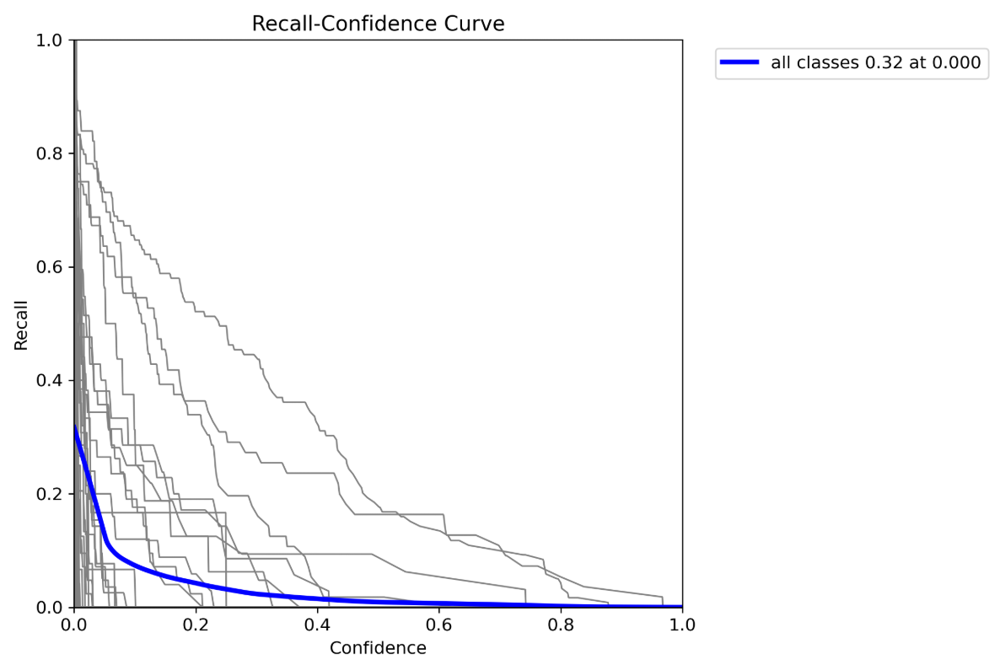 Recall-Confidence Curve
all classes 0.32 at 0.000
1.0
0.8
0.6
0.4
0.2
0.0
Recall
0.0 0.2 0.4 0.6 0.8 1.0
Confidence